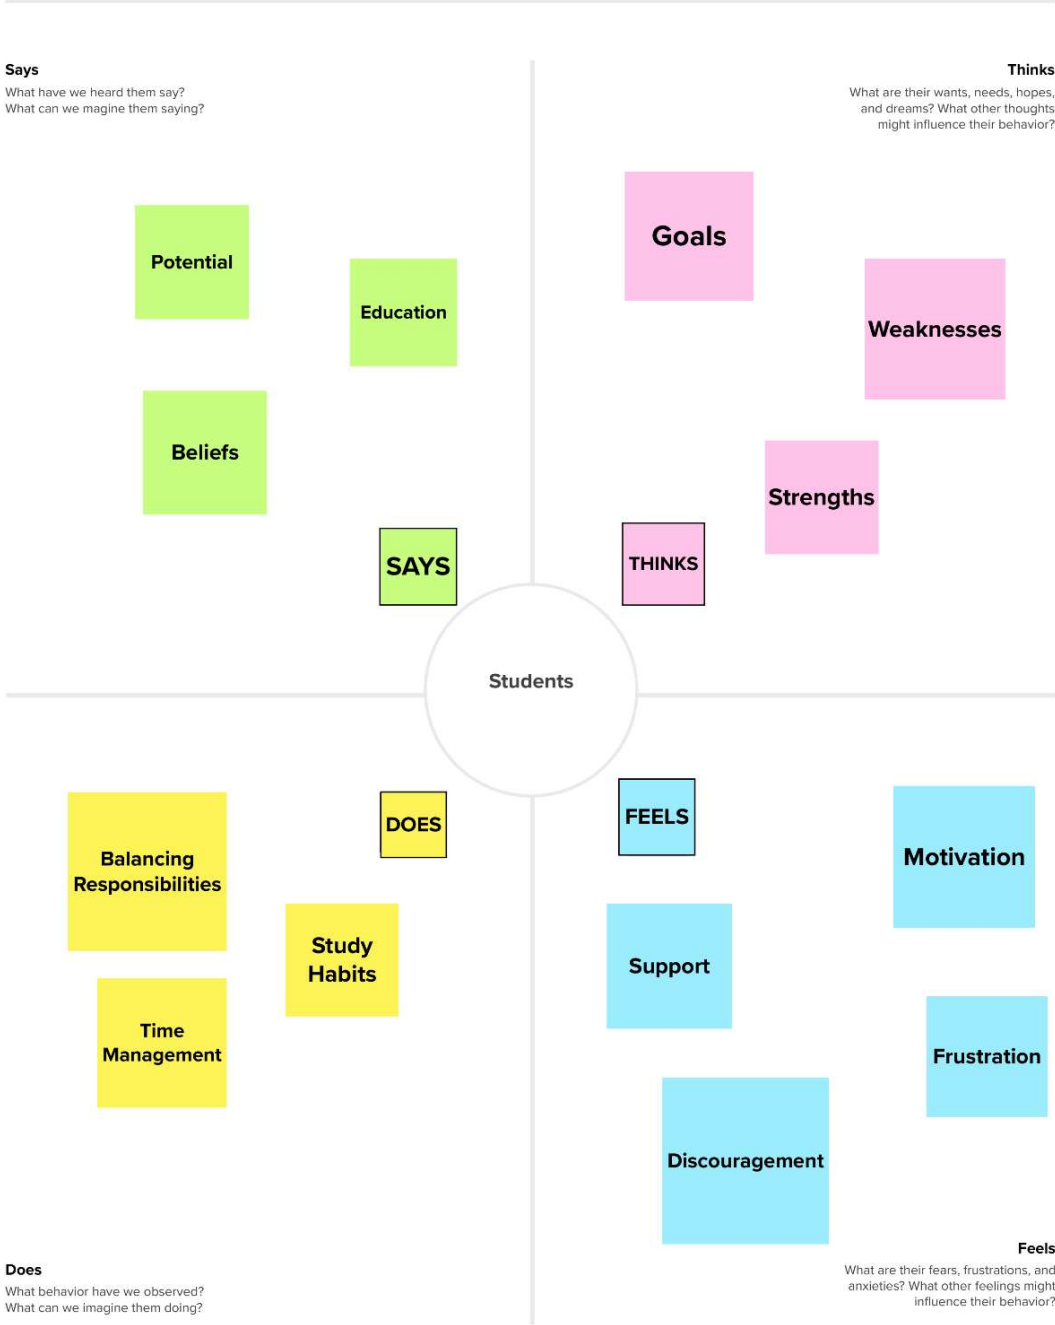 Says
What have we heard them say?
What can we magine them saying?
Thinks
What are their wants, needs, hopes,
and dreams? What other thoughts
might influence their behavior?
Potential
Education
Beliefs
SAYS
Goals
Weaknesses
Strengths
THINKS
Students
Balancing
Responsibilities
DOES
Study
Habits
Time
Management
FEELS
Motivation
Support
Frustration
Discouragement
Does
What behavior have we observed?
What can we imagine them doing?
Feels
What are their fears, frustrations, and
anxieties? What other feelings might
influence their behavior?